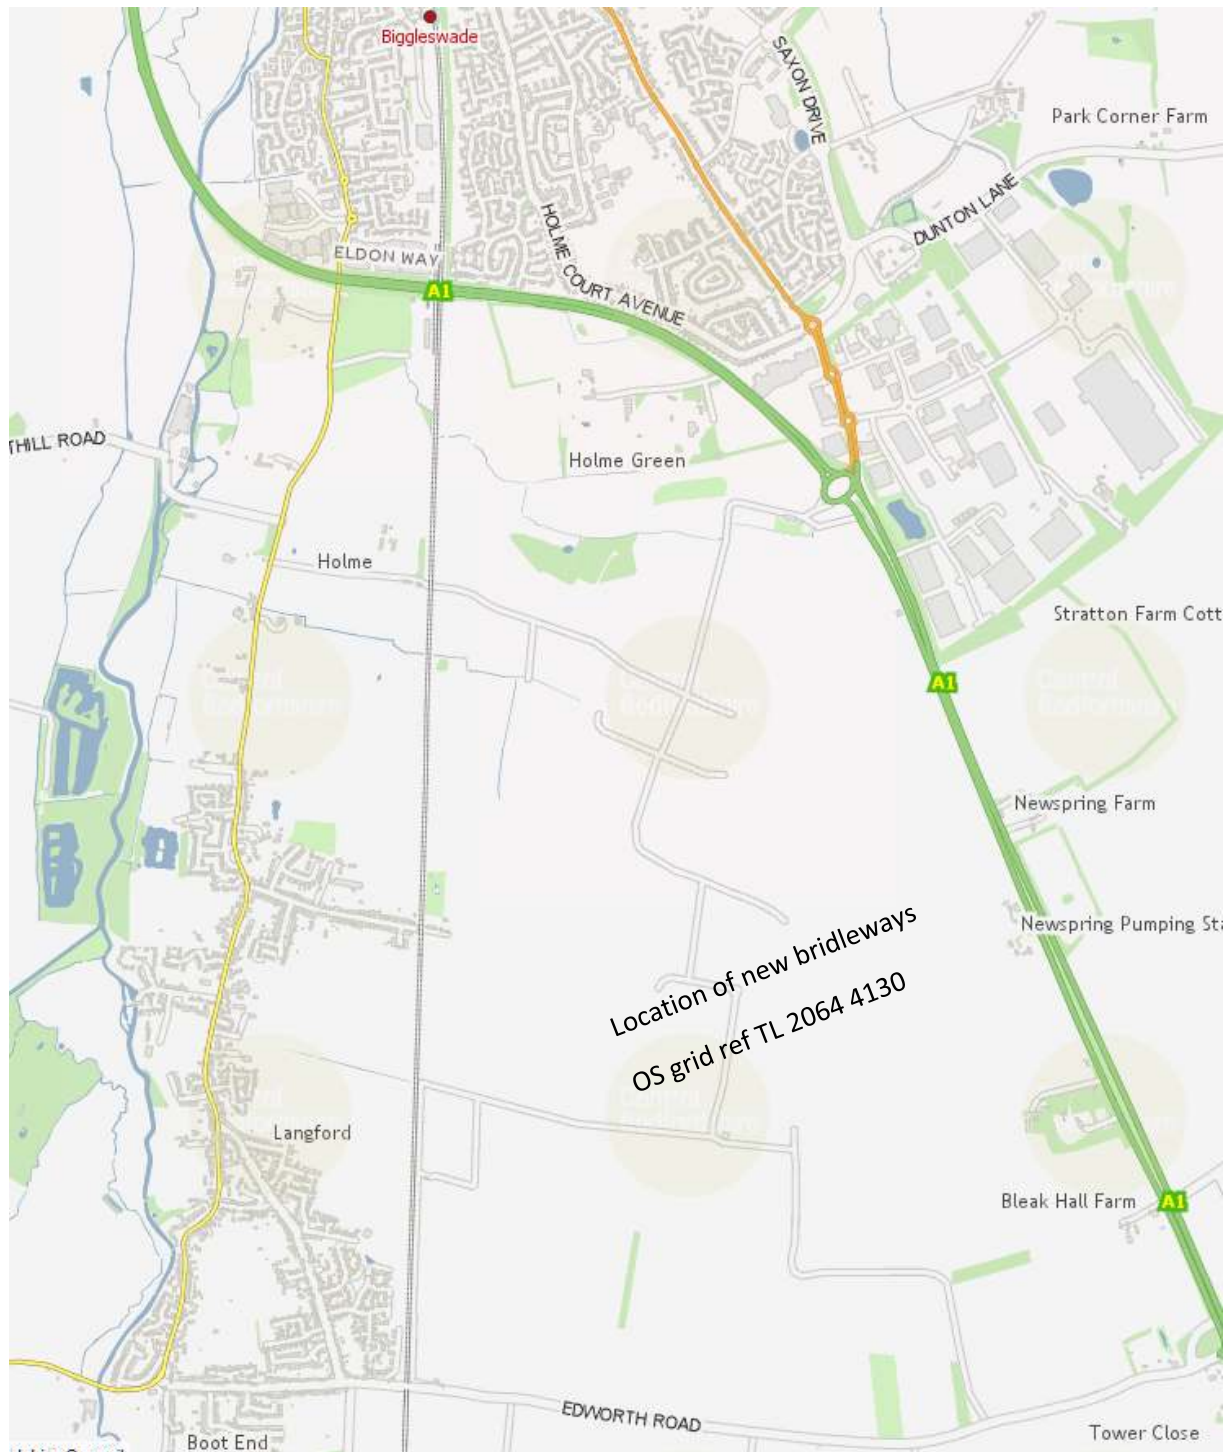 Biggleswade
SAXON DRIVE
Park Corner Farm
DUNTON LANE
ELDON WAY
HOLME COURT AVENUE
A1
THILL ROAD
Holme Green
Holme
Stratton Farm Cott
A1
Newspring Farm
Newspring Pumping Sta
Location of new bridleways
OS grid ref TL 2064 4130
Langford
Bleak Hall Farm
A1
EDWORTH ROAD
Tower Close
Boot End